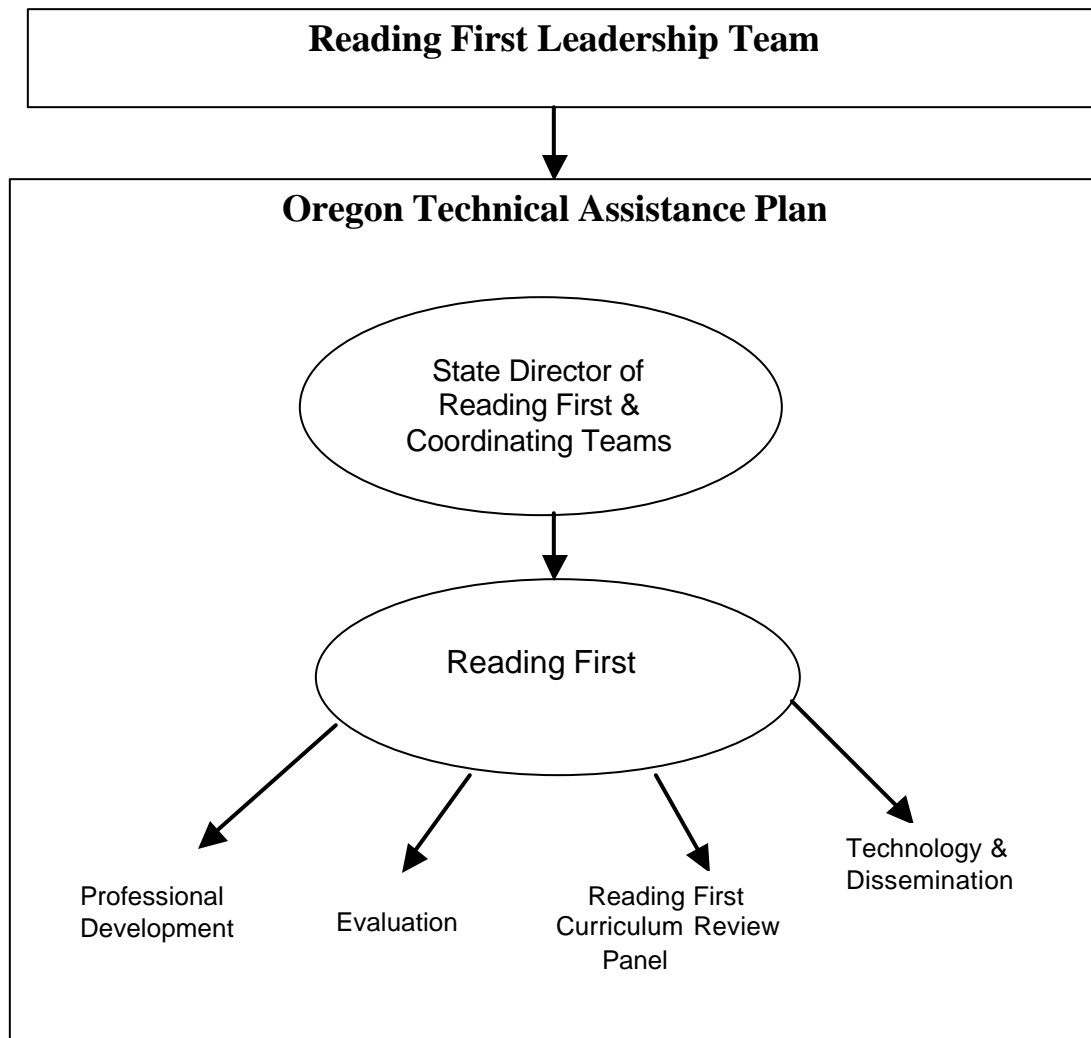 Reading First Leadership Team
Oregon Technical Assistance Plan
State Director of
Reading First &
Coordinating Teams
Reading First
Professional
Development
Evaluation
Reading First
Curriculum Review
Panel
Technology &
Dissemination